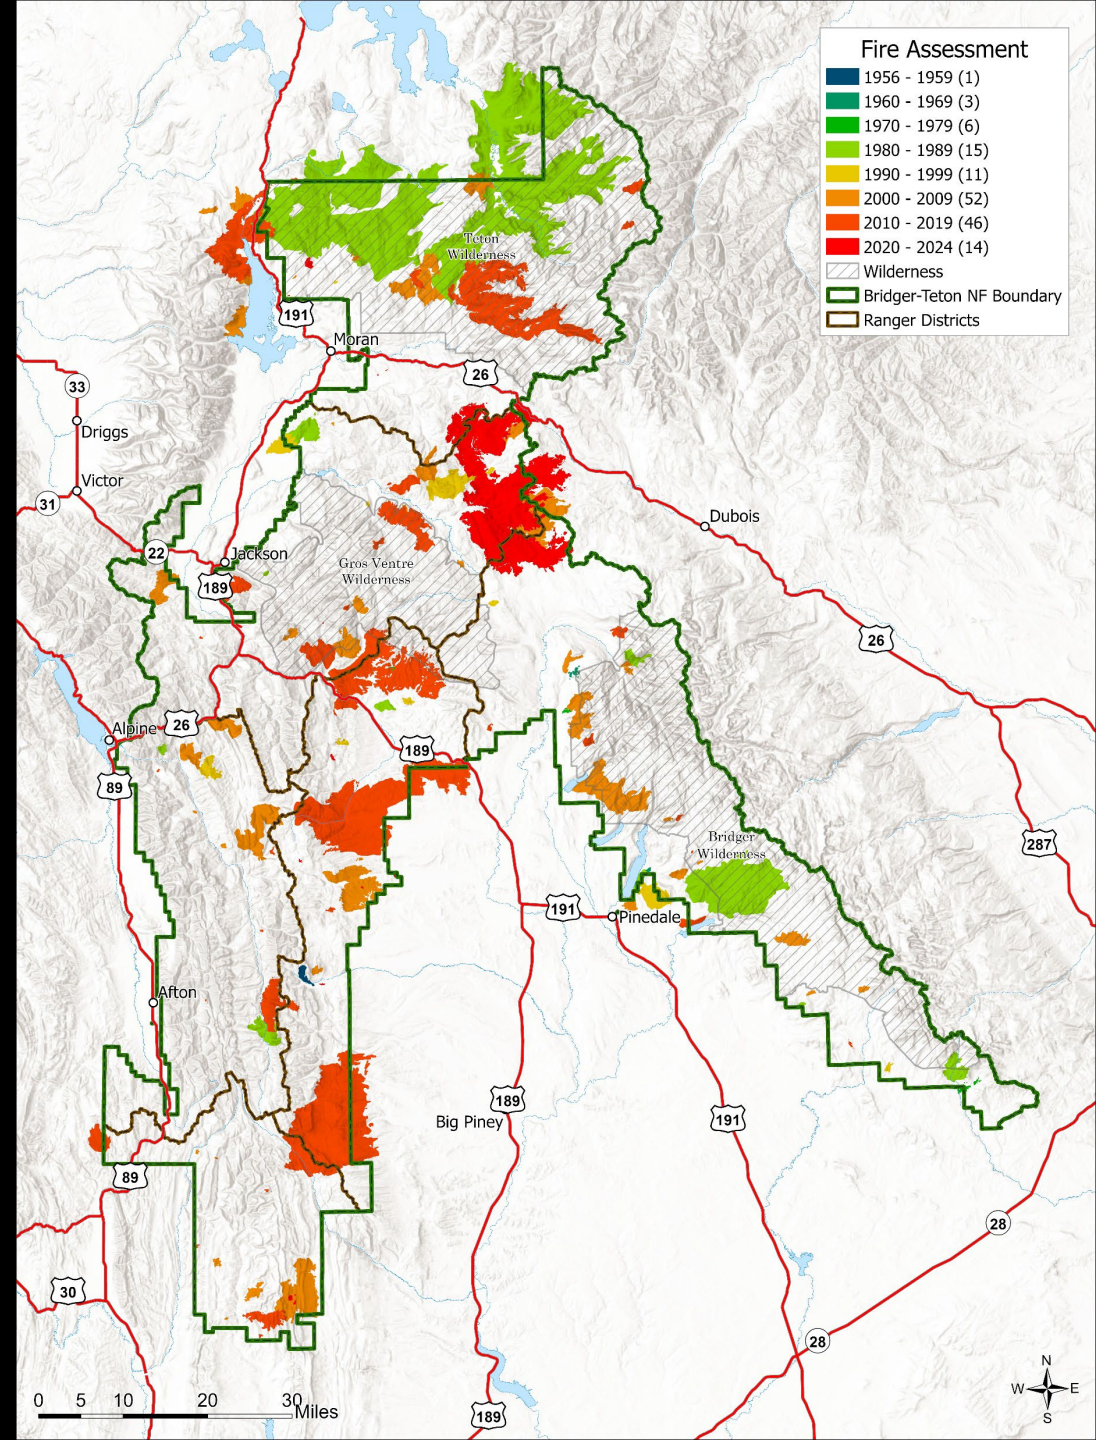 Fire Assessment
1956 - 1959 (1)
1960 - 1969 (3)
1970 - 1979 (6)
1980 - 1989 (15)
1990 - 1999 (11)
2000 - 2009 (52)
2010 - 2019 (46)
2020 - 2024 (14)
Wilderness
Bridger-Teton NF Boundary
Ranger Districts
Teton
Wilderness
191
Moran
26
33
Driggs
Victor
31
Dubois
22
Jackson
189
Gros Ventre
Wilderness
26
Alpine
26
189
89
Bridger
Wilderness
287
191
Pinedale
Afton
189
Big Piney
191
89
28
30
28
0 5 10 20 30
Miles
189
N
W E
S